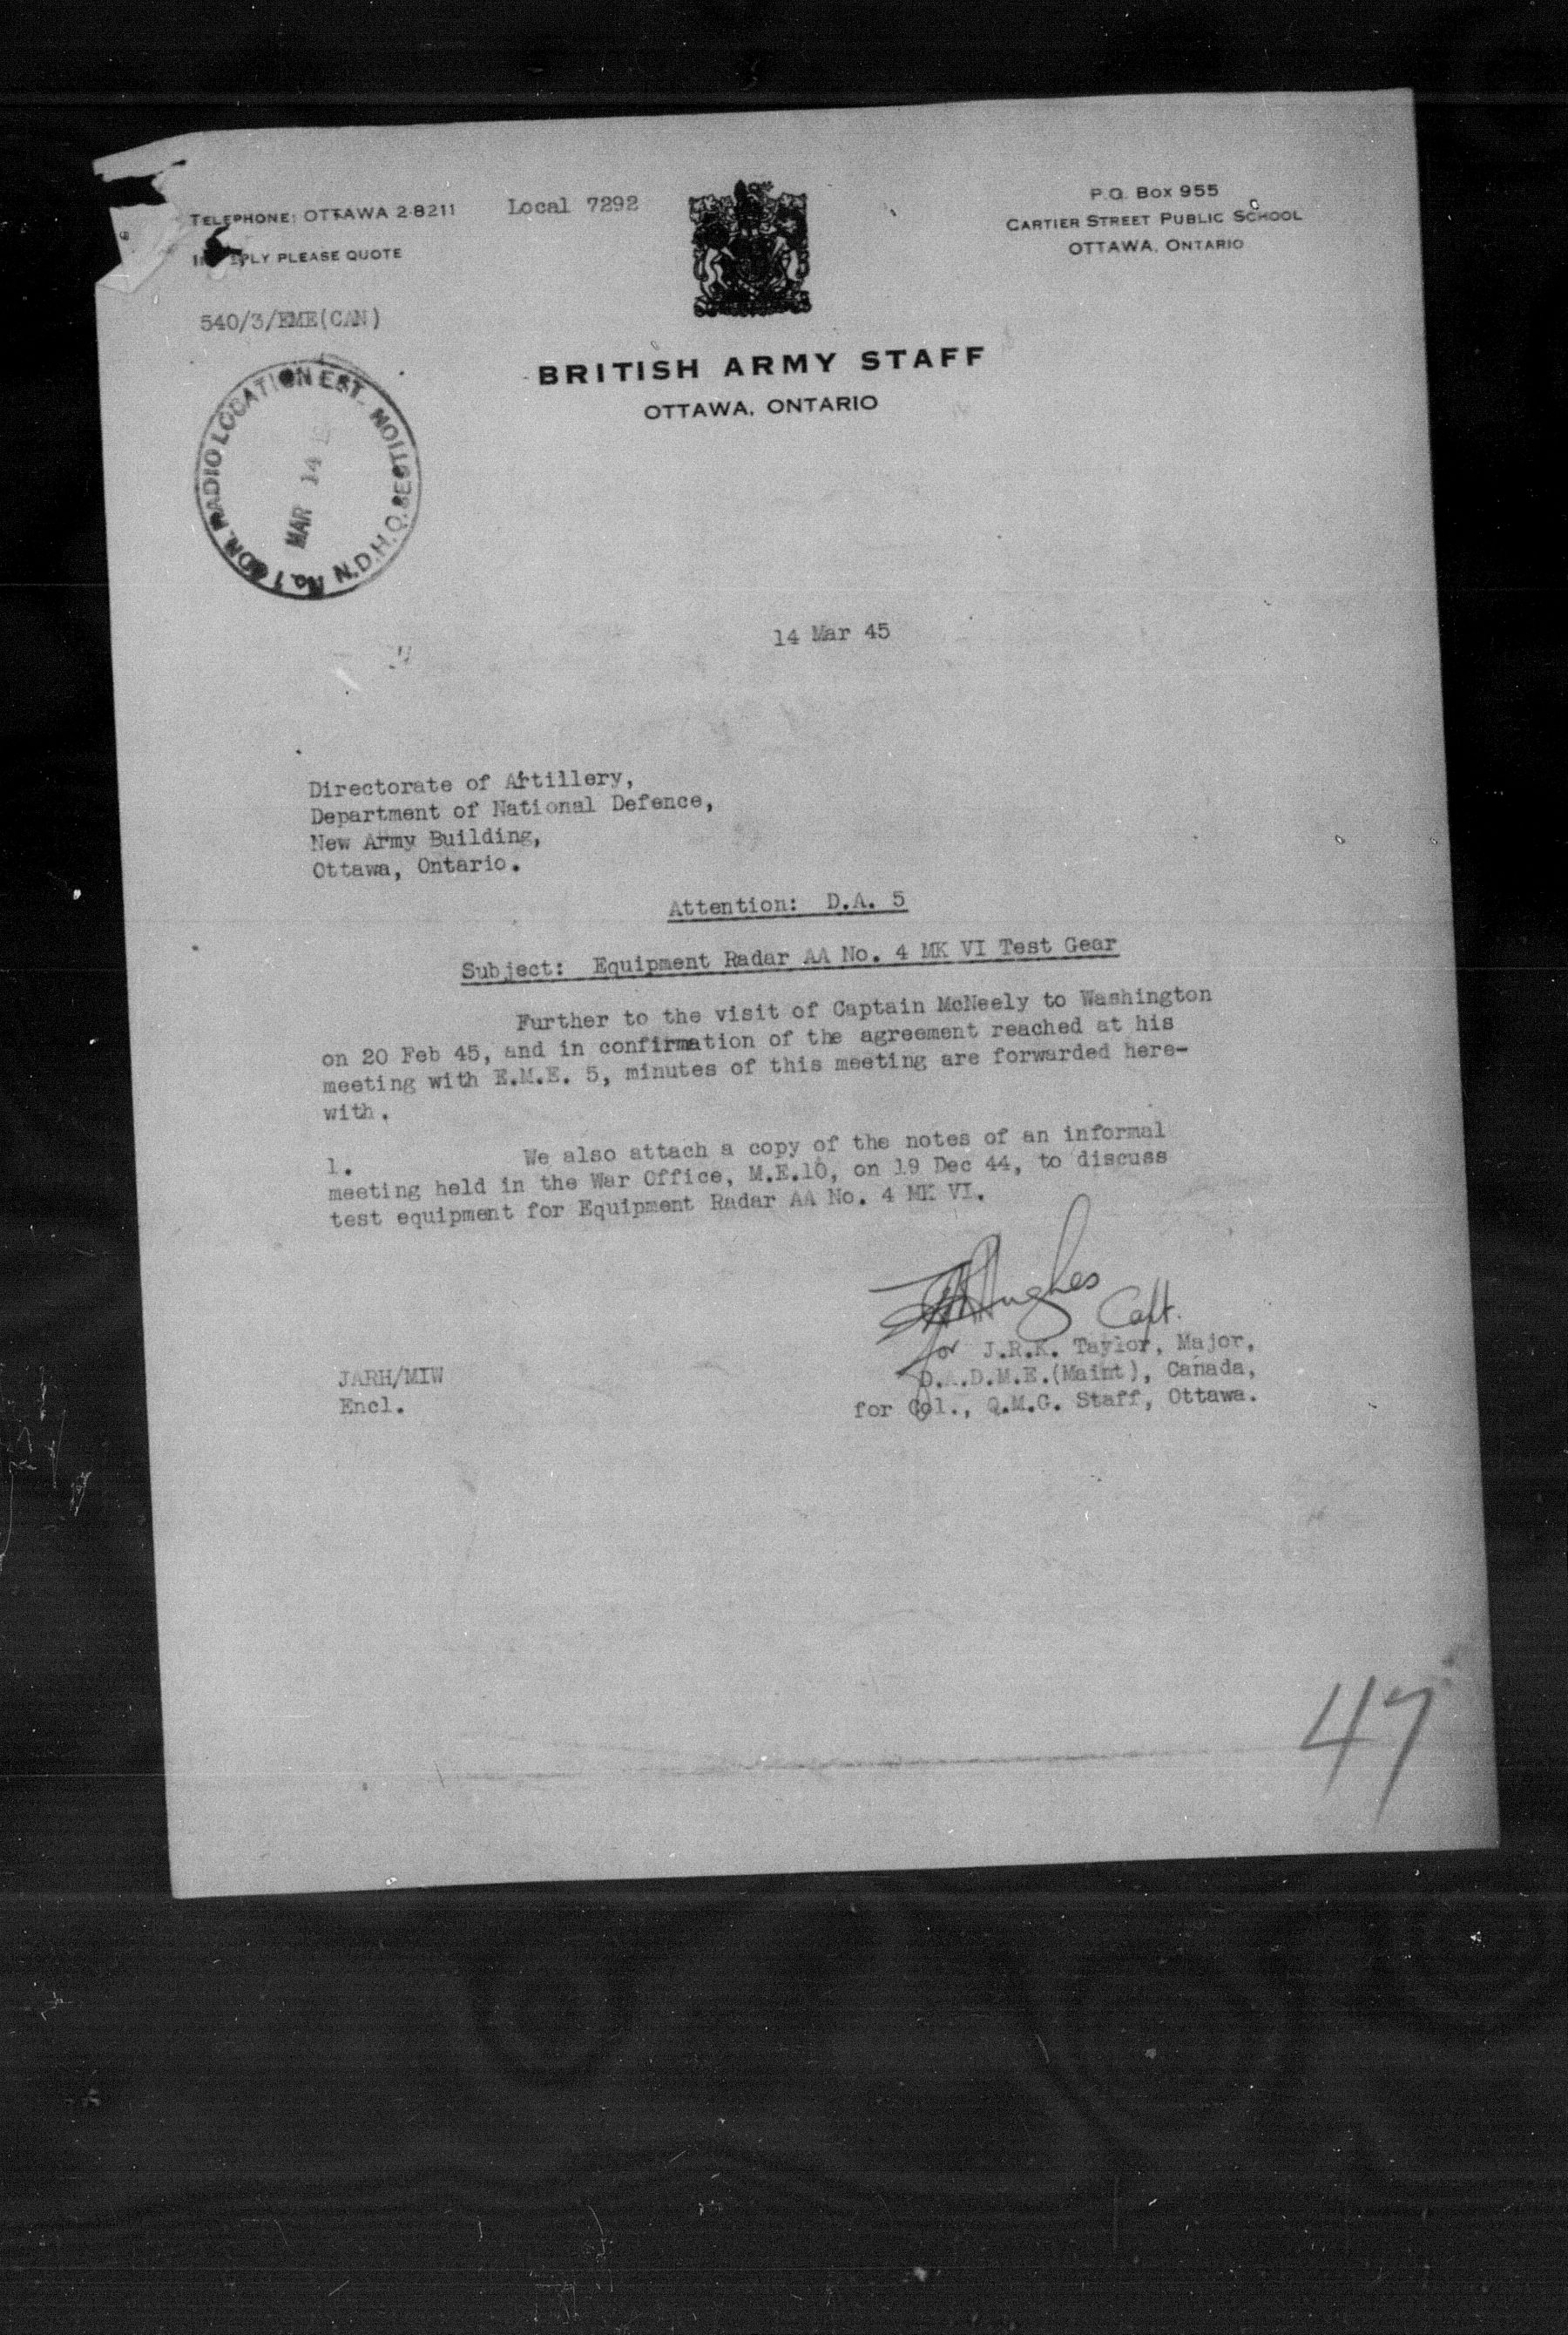 TELEPHONE: OTTAWA 2-8211 Local 7292
P.O. Box 955
CARTIER STREET PUBLIC SCHOOL
OTTAWA, ONTARIO
PLEASE QUOTE
540/3/EME(CAN)
BRITISH ARMY STAFF
OTTAWA, ONTARIO
No. 1 CDN. RADIO LOCATION EST. N.D.H.Q. SECTION
MAR 14
14 Mar 45
Directorate of Artillery,
Department of National Defence,
New Army Building,
Ottawa, Ontario.
Attention: D.A. 5
Subject: Equipment Radar AA No. 4 MK VI Test Gear
Further to the visit of Captain McNeely to Washington
on 20 Feb 45, and in confirmation of the agreement reached at his
meeting with E.M.E. 5, minutes of this meeting are forwarded here-
with.
1. We also attach a copy of the notes of an informal
meeting held in the War Office, M.E.10, on 19 Dec 44, to discuss
test equipment for Equipment Radar AA No. 4 MK VI.
Hughes Capt.
for J.R.K. Taylor, Major,
D.A.D.M.E.(Maint), Canada,
for Col., Q.M.G. Staff, Ottawa.
JARH/MIW
Encl.
47